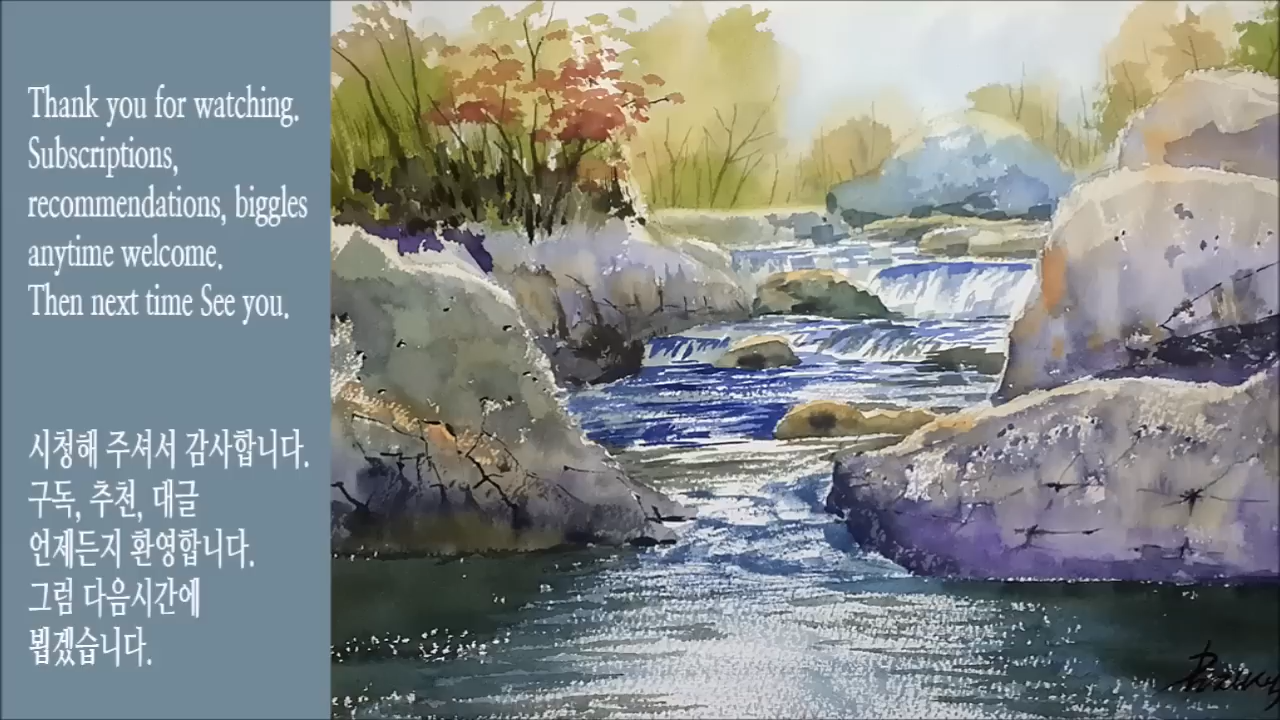 Thank you for watching.
Subscriptions,
recommendations, biggles
anytime welcome.
Then next time See you.
시청해 주셔서 감사합니다.
구독, 추천, 대글
언제든지 환영합니다.
그럼 다음시간에
뵙겠습니다.